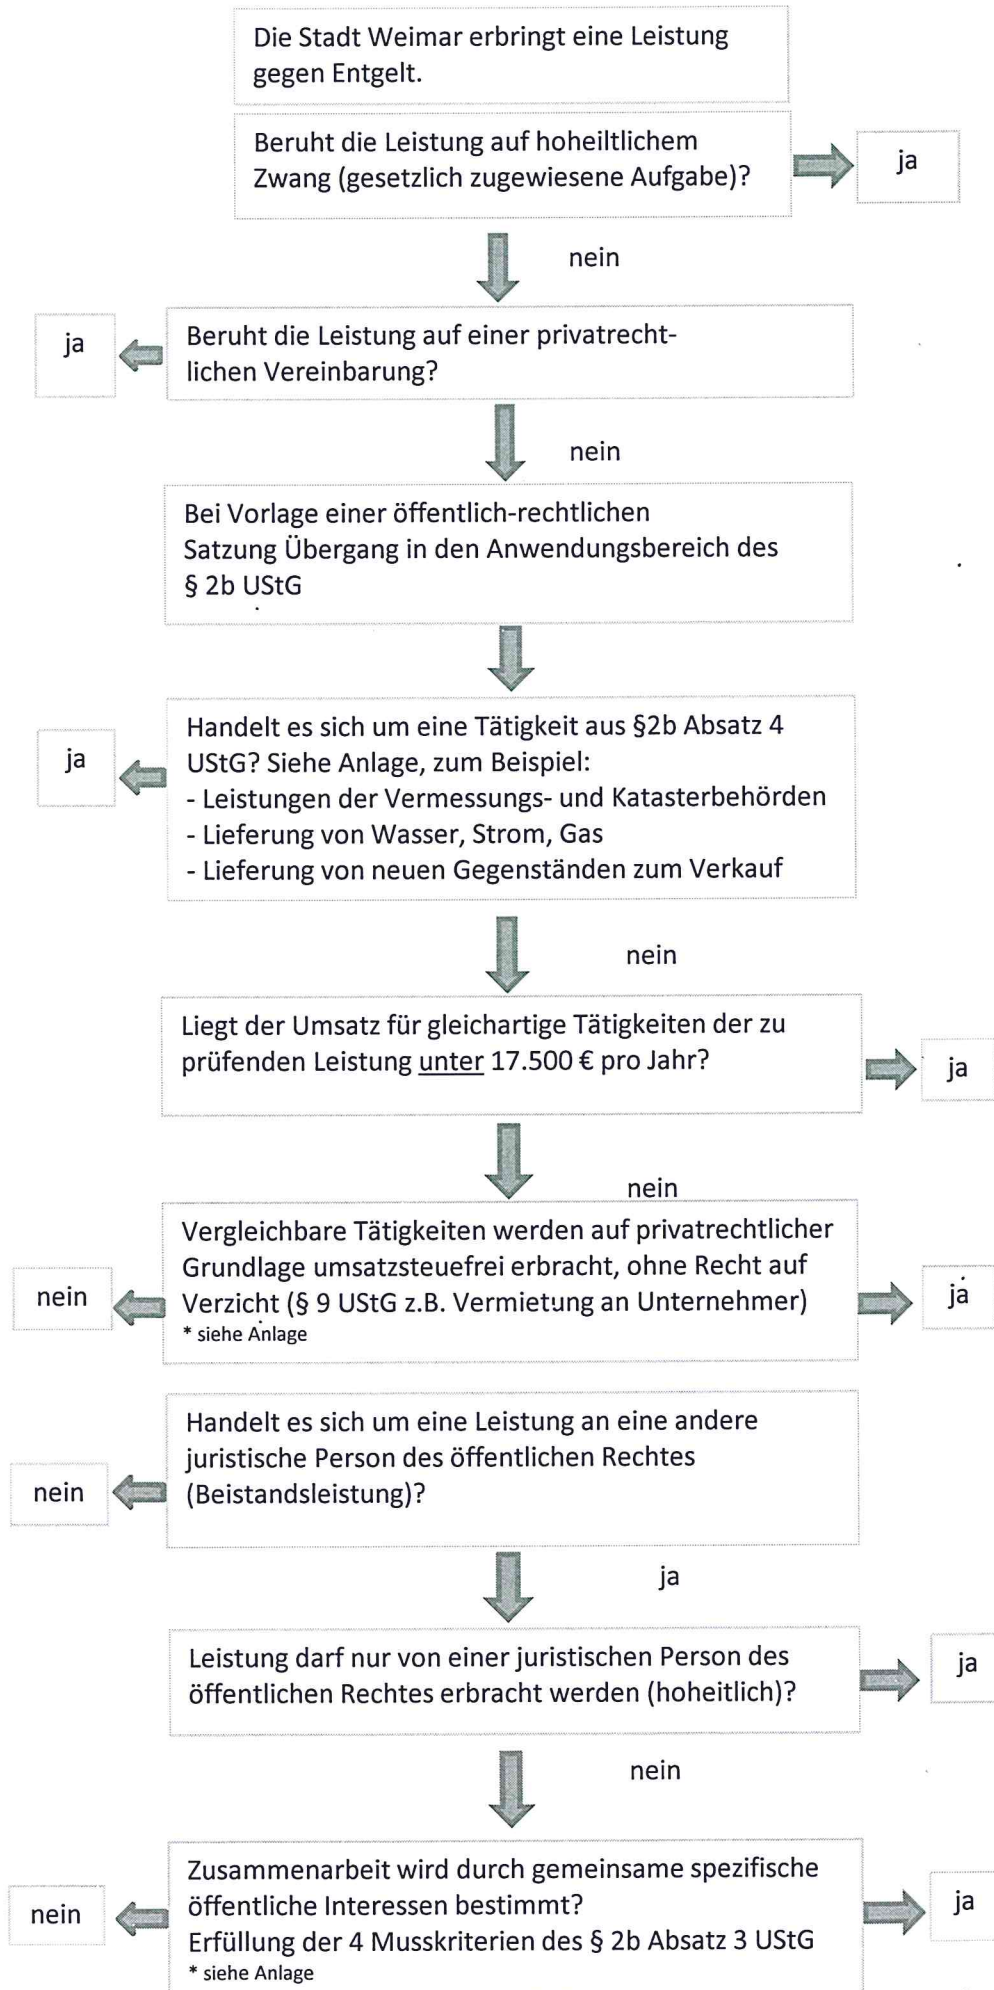 Die Stadt Weimar erbringt eine Leistung
gegen Entgelt.
Beruht die Leistung auf hoheiltlichem
Zwang (gesetzlich zugewiesene Aufgabe)?
ja
nein
ja
Beruht die Leistung auf einer privatrecht-
lichen Vereinbarung?
nein
Bei Vorlage einer öffentlich-rechtlichen
Satzung Übergang in den Anwendungsbereich des
§ 2b UStG
ja
Handelt es sich um eine Tätigkeit aus §2b Absatz 4
UStG? Siehe Anlage, zum Beispiel:
- Leistungen der Vermessungs- und Katasterbehörden
- Lieferung von Wasser, Strom, Gas
- Lieferung von neuen Gegenständen zum Verkauf
nein
Liegt der Umsatz für gleichartige Tätigkeiten der zu
prüfenden Leistung unter 17.500 € pro Jahr?
ja
nein
Vergleichbare Tätigkeiten werden auf privatrechtlicher
Grundlage umsatzsteuefrei erbracht, ohne Recht auf
Verzicht (§ 9 UStG z.B. Vermietung an Unternehmer)
* siehe Anlage
nein
ja
Handelt es sich um eine Leistung an eine andere
juristische Person des öffentlichen Rechtes
(Beistandsleistung)?
nein
ja
Leistung darf nur von einer juristischen Person des
öffentlichen Rechtes erbracht werden (hoheitlich)?
ja
nein
Zusammenarbeit wird durch gemeinsame spezifische
öffentliche Interessen bestimmt?
Erfüllung der 4 Musskriterien des § 2b Absatz 3 UStG
* siehe Anlage
nein
ja